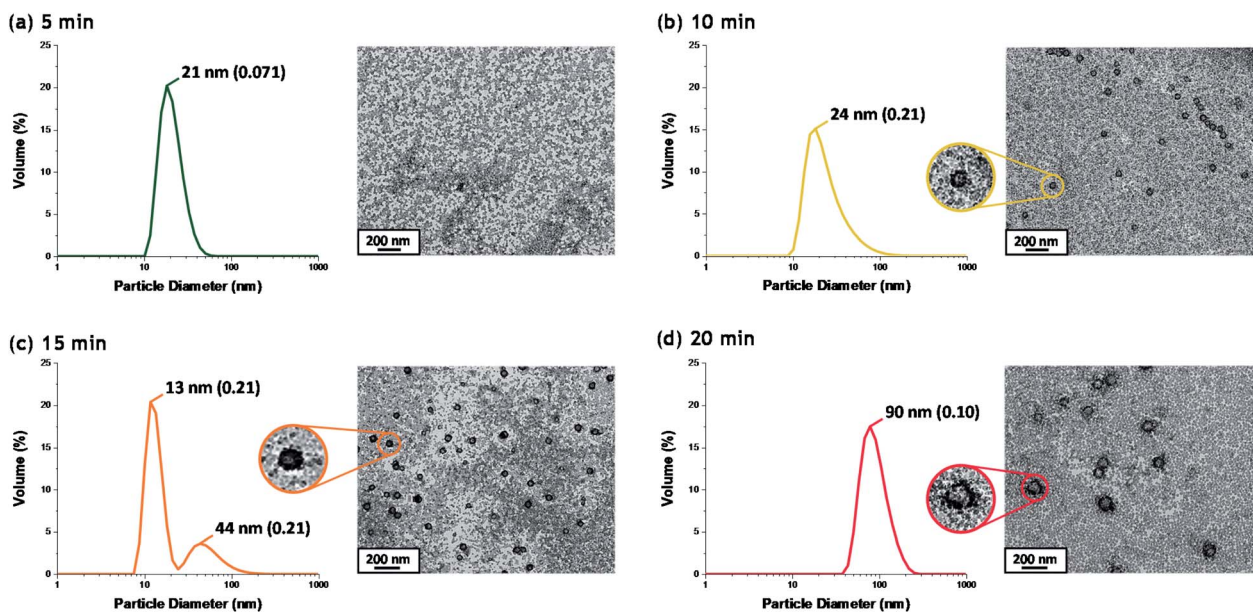 (a) 5 min
25
20
15
10
5
0
Volume (%)
21 nm (0.071)
1 10 100 1000
Particle Diameter (nm)
200 nm
(b) 10 min
25
20
15
10
5
0
Volume (%)
24 nm (0.21)
1 10 100 1000
Particle Diameter (nm)
200 nm
(c) 15 min
25
20
15
10
5
0
Volume (%)
13 nm (0.21)
44 nm (0.21)
1 10 100 1000
Particle Diameter (nm)
200 nm
(d) 20 min
25
20
15
10
5
0
Volume (%)
90 nm (0.10)
1 10 100 1000
Particle Diameter (nm)
200 nm